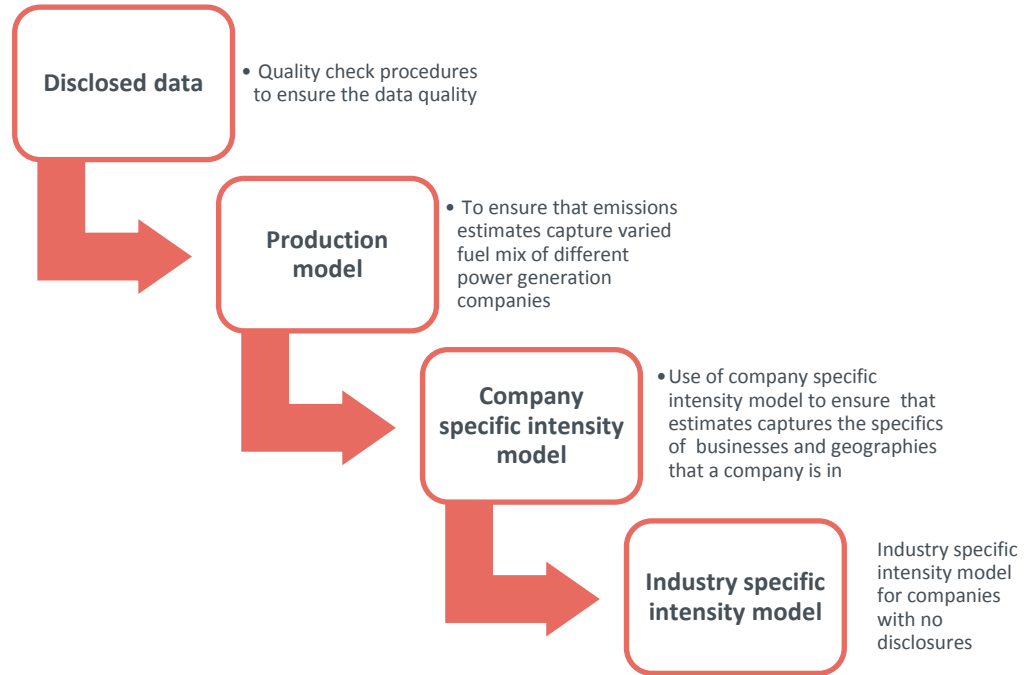 Disclosed data
• Quality check procedures
to ensure the data quality
Production
model
• To ensure that emissions
estimates capture varied
fuel mix of different
power generation
companies
Company
specific intensity
model
•Use of company specific
intensity model to ensure  that
estimates captures the specifics
of  businesses and geographies
that a company is in
Industry specific
intensity model
Industry specific
intensity model
for companies
with no
disclosures